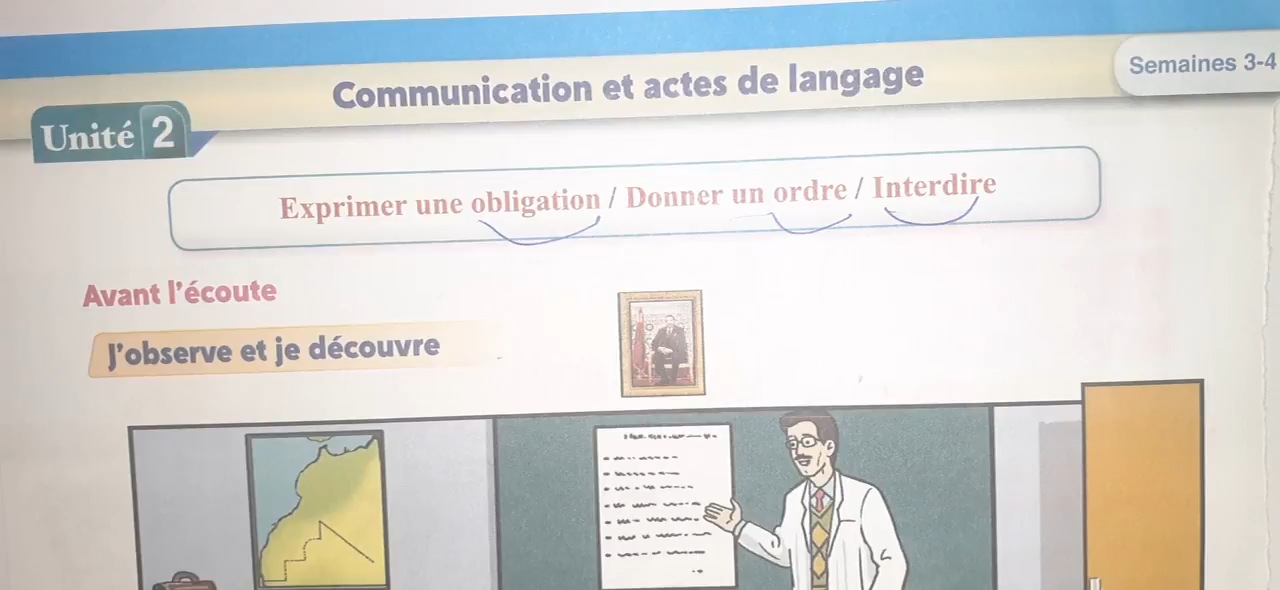 Semaines 3-4
Communication et actes de langage
Unité 2
Exprimer une obligation / Donner un ordre / Interdire
Avant l'écoute
J'observe et je découvre